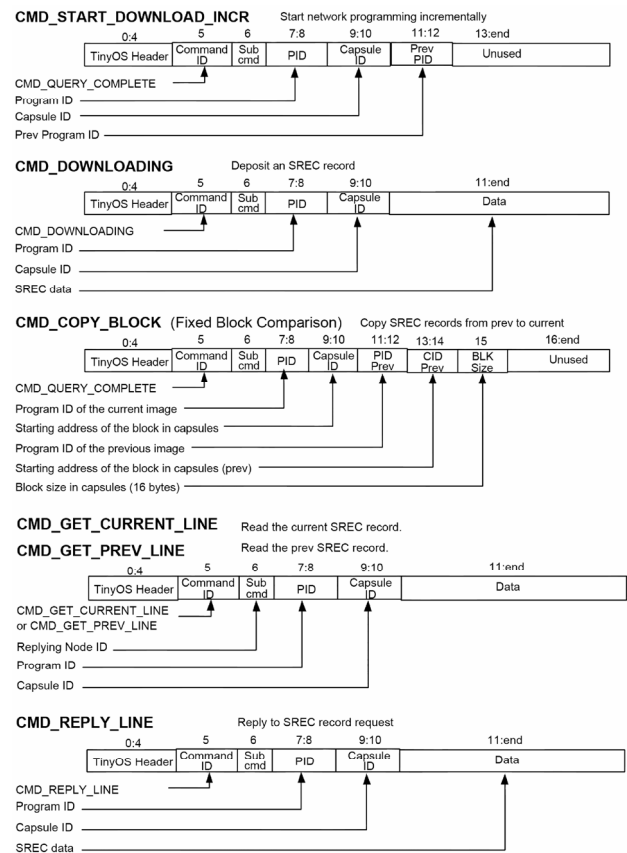 CMD_START_DOWNLOAD_INCR Start network programming incrementally
0:4 5 6 7:8 9:10 11:12 13:end
TinyOS Header Command ID Sub cmd PID Capsule ID Prev PID Unused
CMD_QUERY_COMPLETE
Program ID
Capsule ID
Prev Program ID
CMD_DOWNLOADING Deposit an SREC record
0:4 5 6 7:8 9:10 11:end
TinyOS Header Command ID Sub cmd PID Capsule ID Data
CMD_DOWNLOADING
Program ID
Capsule ID
SREC data
CMD_COPY_BLOCK (Fixed Block Comparison) Copy SREC records from prev to current
0:4 5 6 7:8 9:10 11:12 13:14 15 16:end
TinyOS Header Command ID Sub cmd PID Capsule ID PID Prev CID Prev BLK Size Unused
CMD_QUERY_COMPLETE
Program ID of the current image
Starting address of the block in capsules
Program ID of the previous image
Starting address of the block in capsules (prev)
Block size in capsules (16 bytes)
CMD_GET_CURRENT_LINE Read the current SREC record.
CMD_GET_PREV_LINE Read the prev SREC record.
0:4 5 6 7:8 9:10 11:end
TinyOS Header Command ID Sub cmd PID Capsule ID Data
CMD_GET_CURRENT_LINE
or CMD_GET_PREV_LINE
Replying Node ID
Program ID
Capsule ID
CMD_REPLY_LINE Reply to SREC record request
0:4 5 6 7:8 9:10 11:end
TinyOS Header Command ID Sub cmd PID Capsule ID Data
CMD_REPLY_LINE
Program ID
Capsule ID
SREC data